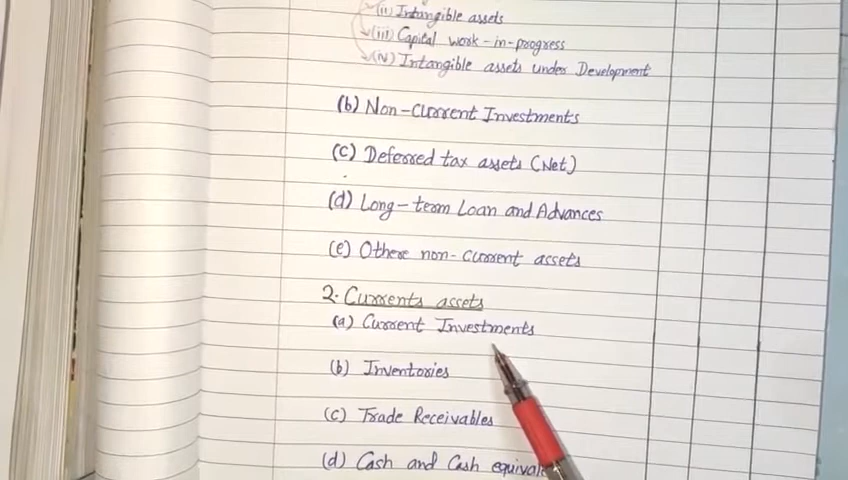 (ii) Intangible assets
(iii) Capital work-in-progress
(iv) Intangible assets under Development
(b) Non-Current Investments
(c) Deferred tax assets (Net)
(d) Long-term Loan and Advances
(e) Othere non-current assets
2. Currents assets
(a) Current Investments
(b) Inventories
(c) Trade Receivables
(d) Cash and Cash